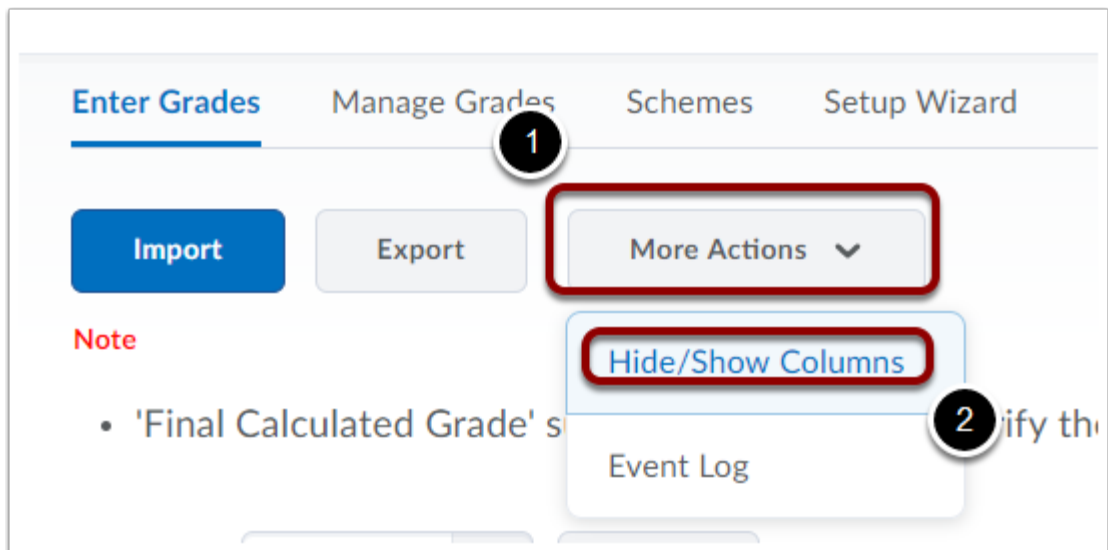 Enter Grades Manage Grades Schemes Setup Wizard
1
Import Export More Actions
Note
Hide/Show Columns
• 'Final Calculated Grade'
2
Event Log